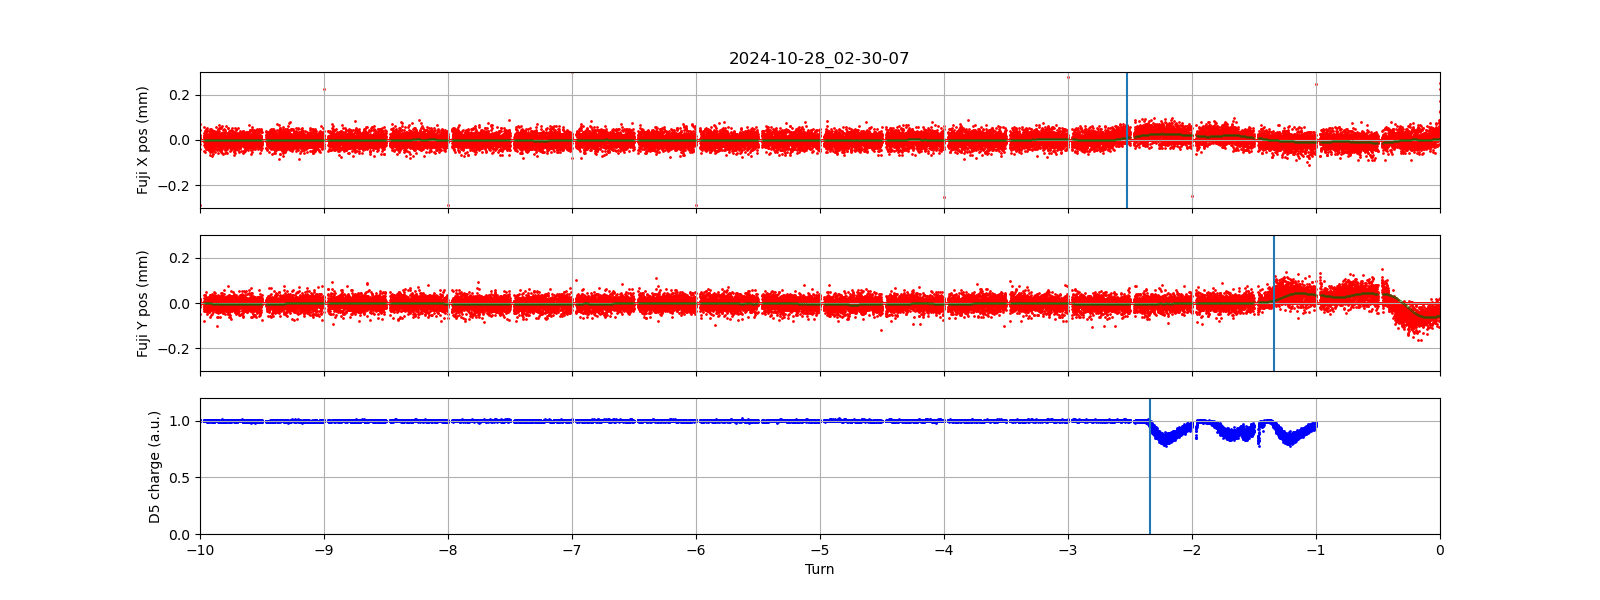 2024-10-28_02-30-07
Fuji X pos (mm)
0.2
0.0
−0.2
Fuji Y pos (mm)
0.2
0.0
−0.2
D5 charge (a.u.)
1.0
0.5
0.0
−10 −9 −8 −7 −6 −5 −4 −3 −2 −1 0
Turn